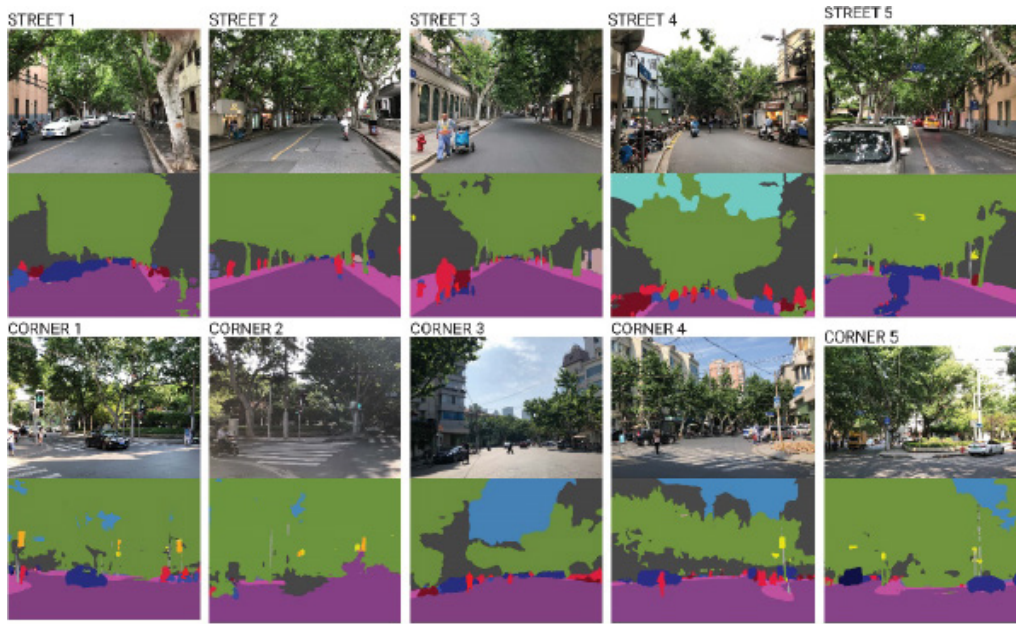 STREET 1
STREET 2
STREET 3
STREET 4
STREET 5
CORNER 1
CORNER 2
CORNER 3
CORNER 4
CORNER 5